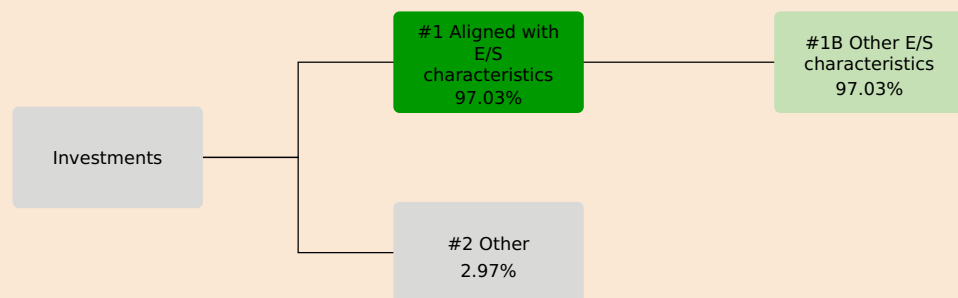 Investments
#1 Aligned with
E/S
characteristics
97.03%
#1B Other E/S
characteristics
97.03%
#2 Other
2.97%